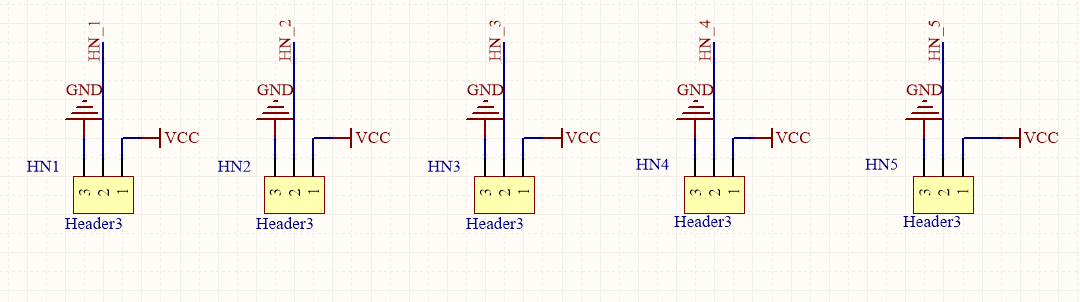 HN_1
HN_2
HN_3
HN_4
HN_5
GND
GND
GND
GND
GND
VCC
VCC
VCC
VCC
VCC
HN1
HN2
HN3
HN4
HN5
3 2 1
3 2 1
3 2 1
3 2 1
3 2 1
Header3
Header3
Header3
Header3
Header3